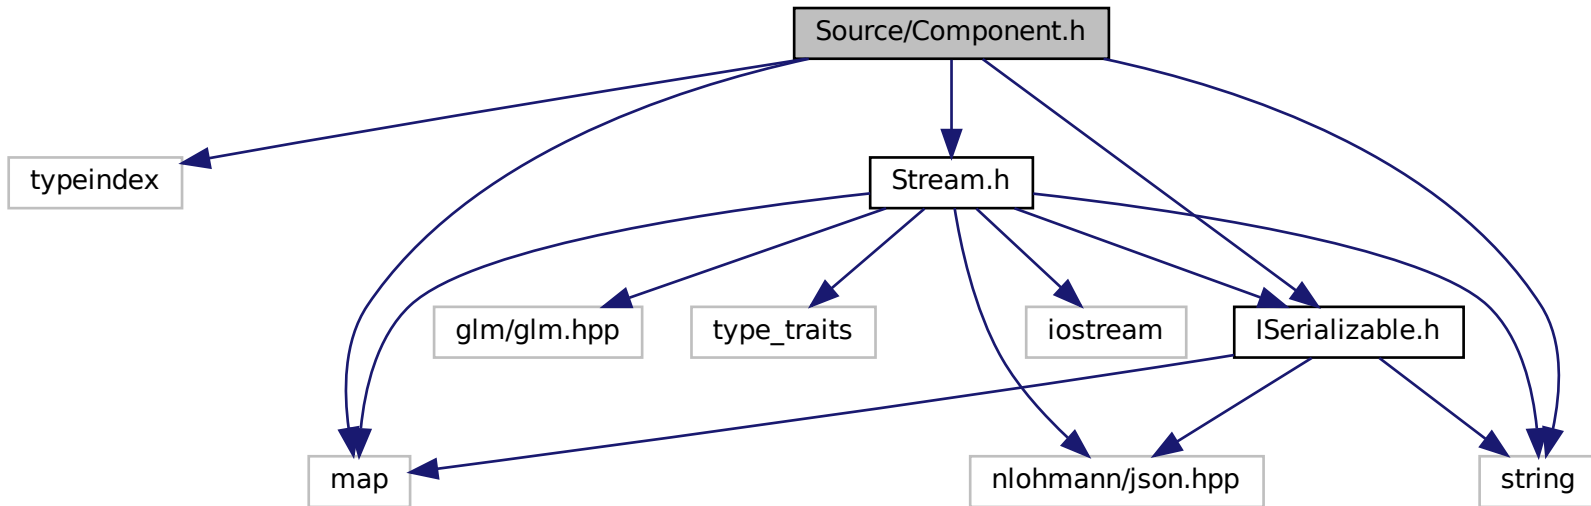 Source/Component.h
typeindex
Stream.h
glm/glm.hpp
type_traits
iostream
ISerializable.h
map
nlohmann/json.hpp
string